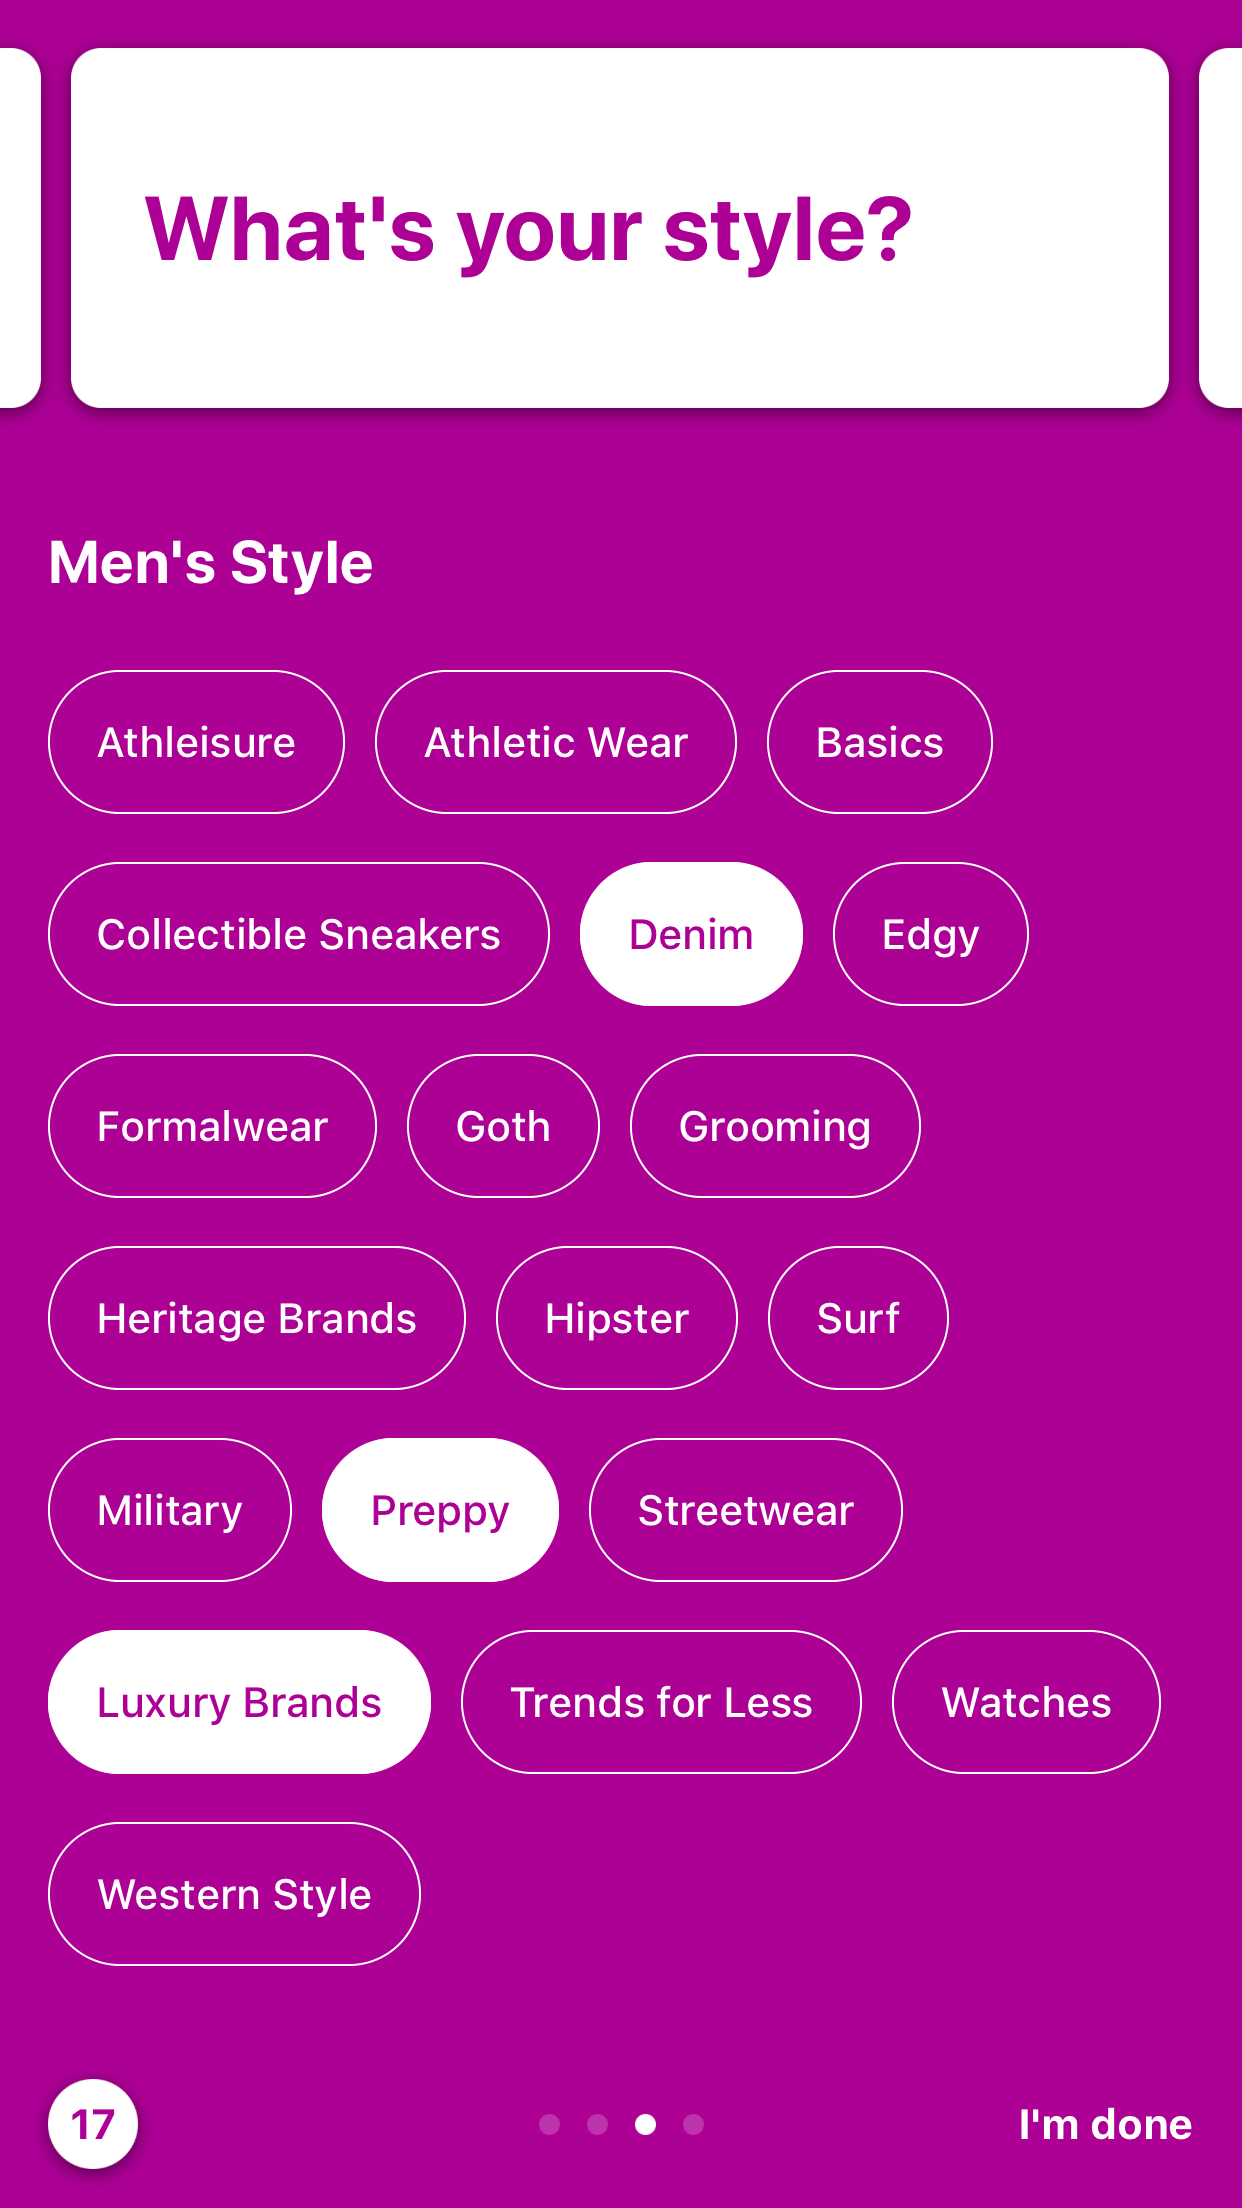 What's your style?
Men's Style
Athleisure
Athletic Wear
Basics
Collectible Sneakers
Denim
Edgy
Formalwear
Goth
Grooming
Heritage Brands
Hipster
Surf
Military
Preppy
Streetwear
Luxury Brands
Trends for Less
Watches
Western Style
17
I'm done